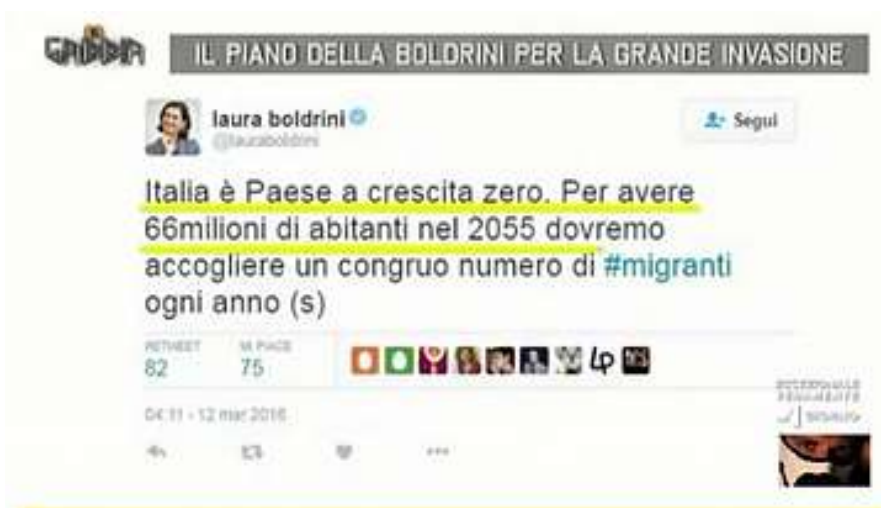 GABBIA
IL PIANO DELLA BOLDRINI PER LA GRANDE INVASIONE
laura boldrini
@lauraboldrini
Segui
Italia è Paese a crescita zero. Per avere
66milioni di abitanti nel 2055 dovremo
accogliere un congruo numero di #migranti
ogni anno (s)
RETWEET MI PIACE
82 75
04:11 - 12 mar 2016